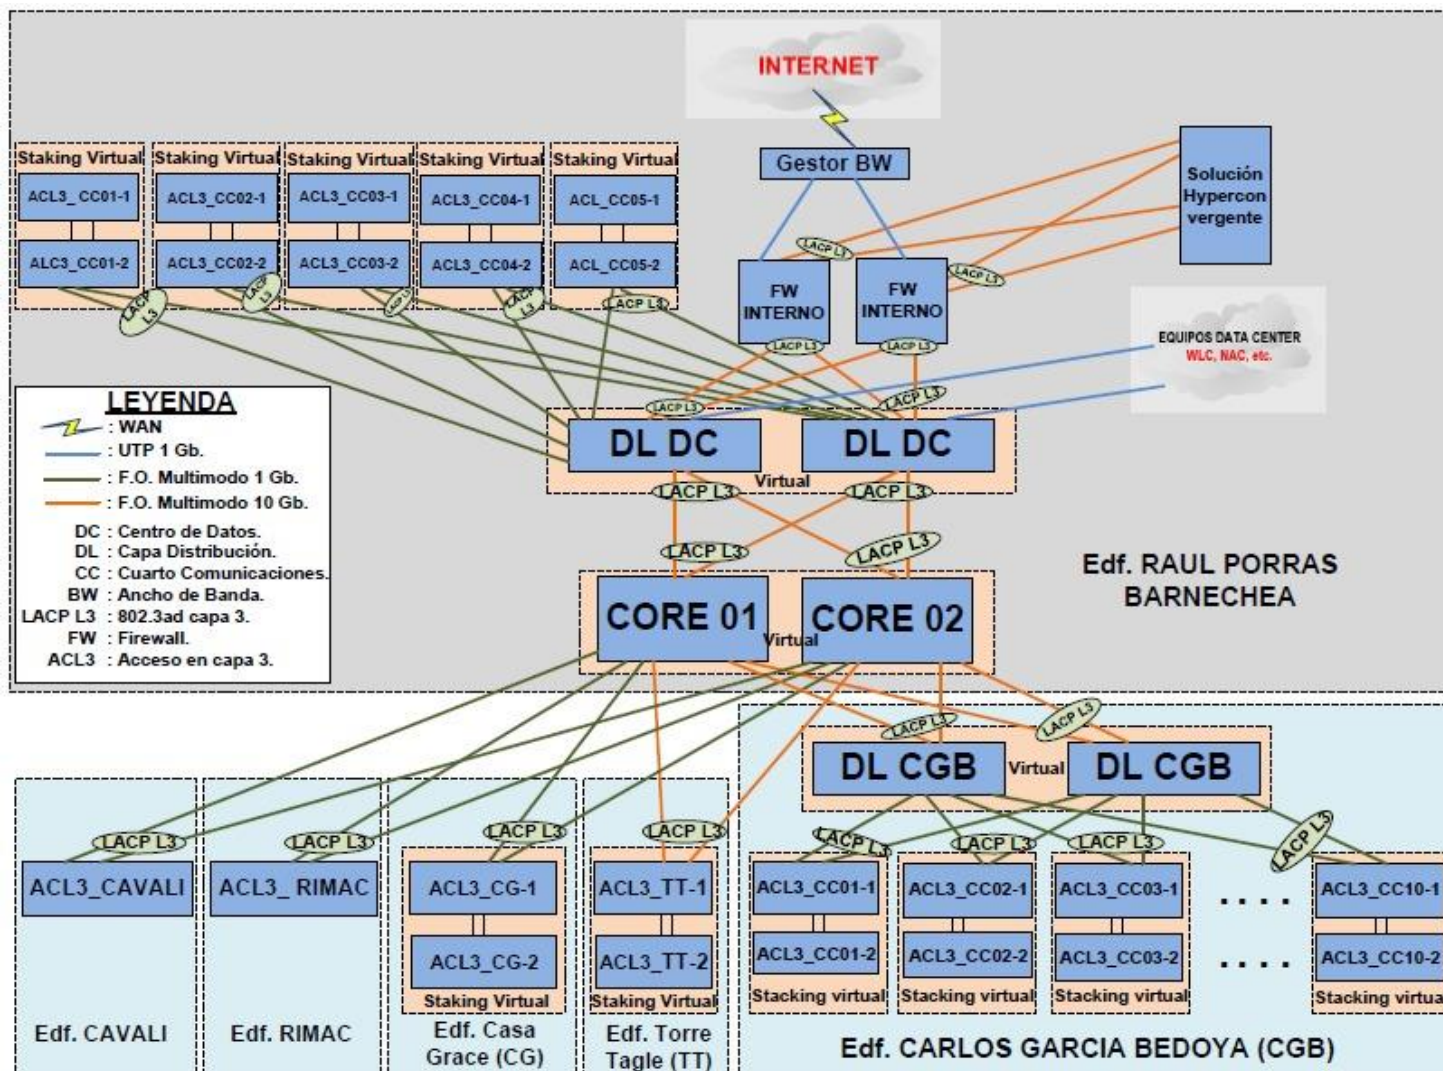 INTERNET
Gestor BW
Solución
Hypercon
vergente
Staking Virtual
Staking Virtual
Staking Virtual
Staking Virtual
Staking Virtual
ACL3_ CC01-1
ACL3_CC02-1
ACL3_CC03-1
ACL3_CC04-1
ACL_CC05-1
ALC3_CC01-2
ACL3_CC02-2
ACL3_CC03-2
ACL3_CC04-2
ACL_CC05-2
LACP L3
LACP L3
LACP L3
LACP L3
LACP L3
LACP L3
LACP L3
FW
INTERNO
FW
INTERNO
LACP L3
LACP L3
EQUIPOS DATA CENTER
WLC, NAC, etc.
LACP L3
LACP L3
DL DC
DL DC
Virtual
LACP L3
LACP L3
LACP L3
LACP L3
CORE 01
CORE 02
Virtual
Edf. RAUL PORRAS
BARNECHEA
LEYENDA
: WAN
: UTP 1 Gb.
: F.O. Multimodo 1 Gb.
: F.O. Multimodo 10 Gb.
DC : Centro de Datos.
DL : Capa Distribución.
CC : Cuarto Comunicaciones.
BW : Ancho de Banda.
LACP L3 : 802.3ad capa 3.
FW : Firewall.
ACL3 : Acceso en capa 3.
LACP L3
LACP L3
DL CGB
Virtual
DL CGB
LACP L3
LACP L3
LACP L3
LACP L3
LACP L3
LACP L3
LACP L3
LACP L3
ACL3_CAVALI
ACL3_ RIMAC
ACL3_CG-1
ACL3_TT-1
ACL3_CC01-1
ACL3_CC02-1
ACL3_CC03-1
. . . .
ACL3_CC10-1
ACL3_CG-2
ACL3_TT-2
ACL3_CC01-2
ACL3_CC02-2
ACL3_CC03-2
. . . .
ACL3_CC10-2
Staking Virtual
Staking Virtual
Stacking virtual
Stacking virtual
Stacking virtual
Stacking virtual
Edf. CAVALI
Edf. RIMAC
Edf. Casa
Grace (CG)
Edf. Torre
Tagle (TT)
Edf. CARLOS GARCIA BEDOYA (CGB)